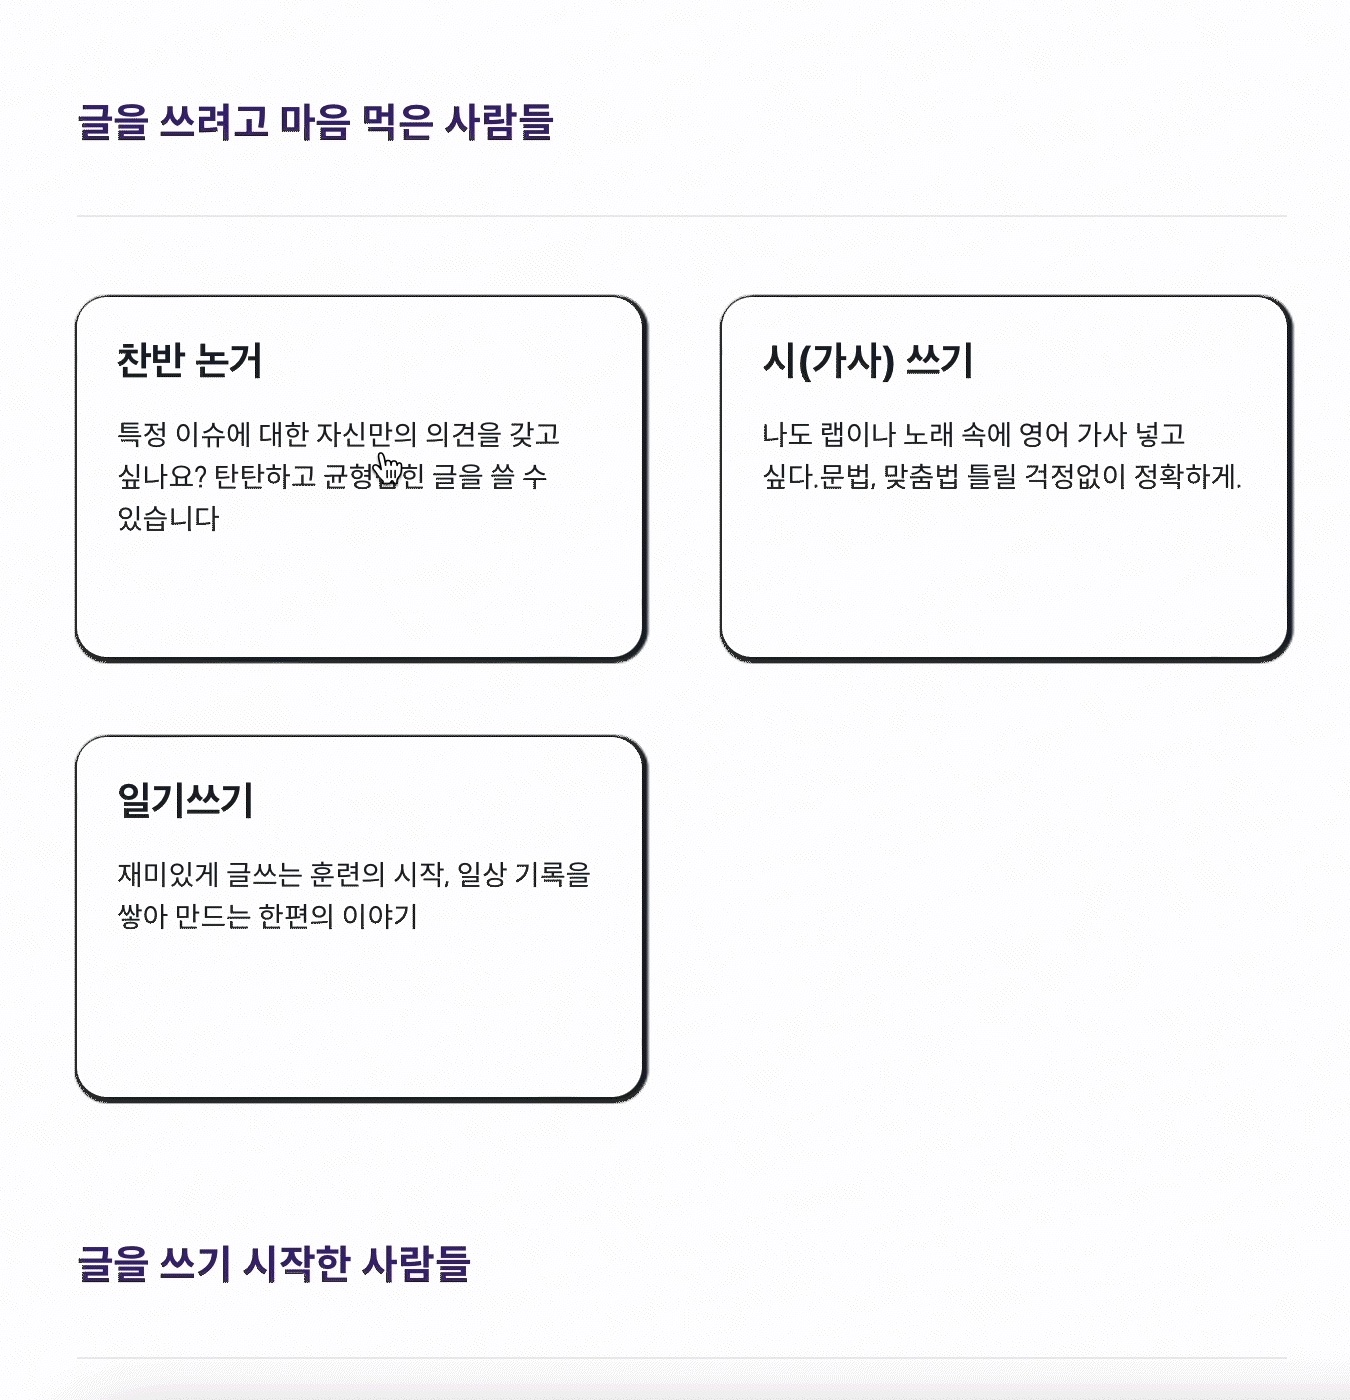 글을 쓰려고 마음 먹은 사람들
찬반 논거
특정 이슈에 대한 자신만의 의견을 갖고
싶나요? 탄탄하고 균형잡힌 글을 쓸 수
있습니다
시(가사) 쓰기
나도 랩이나 노래 속에 영어 가사 넣고
싶다.문법, 맞춤법 틀릴 걱정없이 정확하게.
일기쓰기
재미있게 글쓰는 훈련의 시작, 일상 기록을
쌓아 만드는 한편의 이야기
글을 쓰기 시작한 사람들